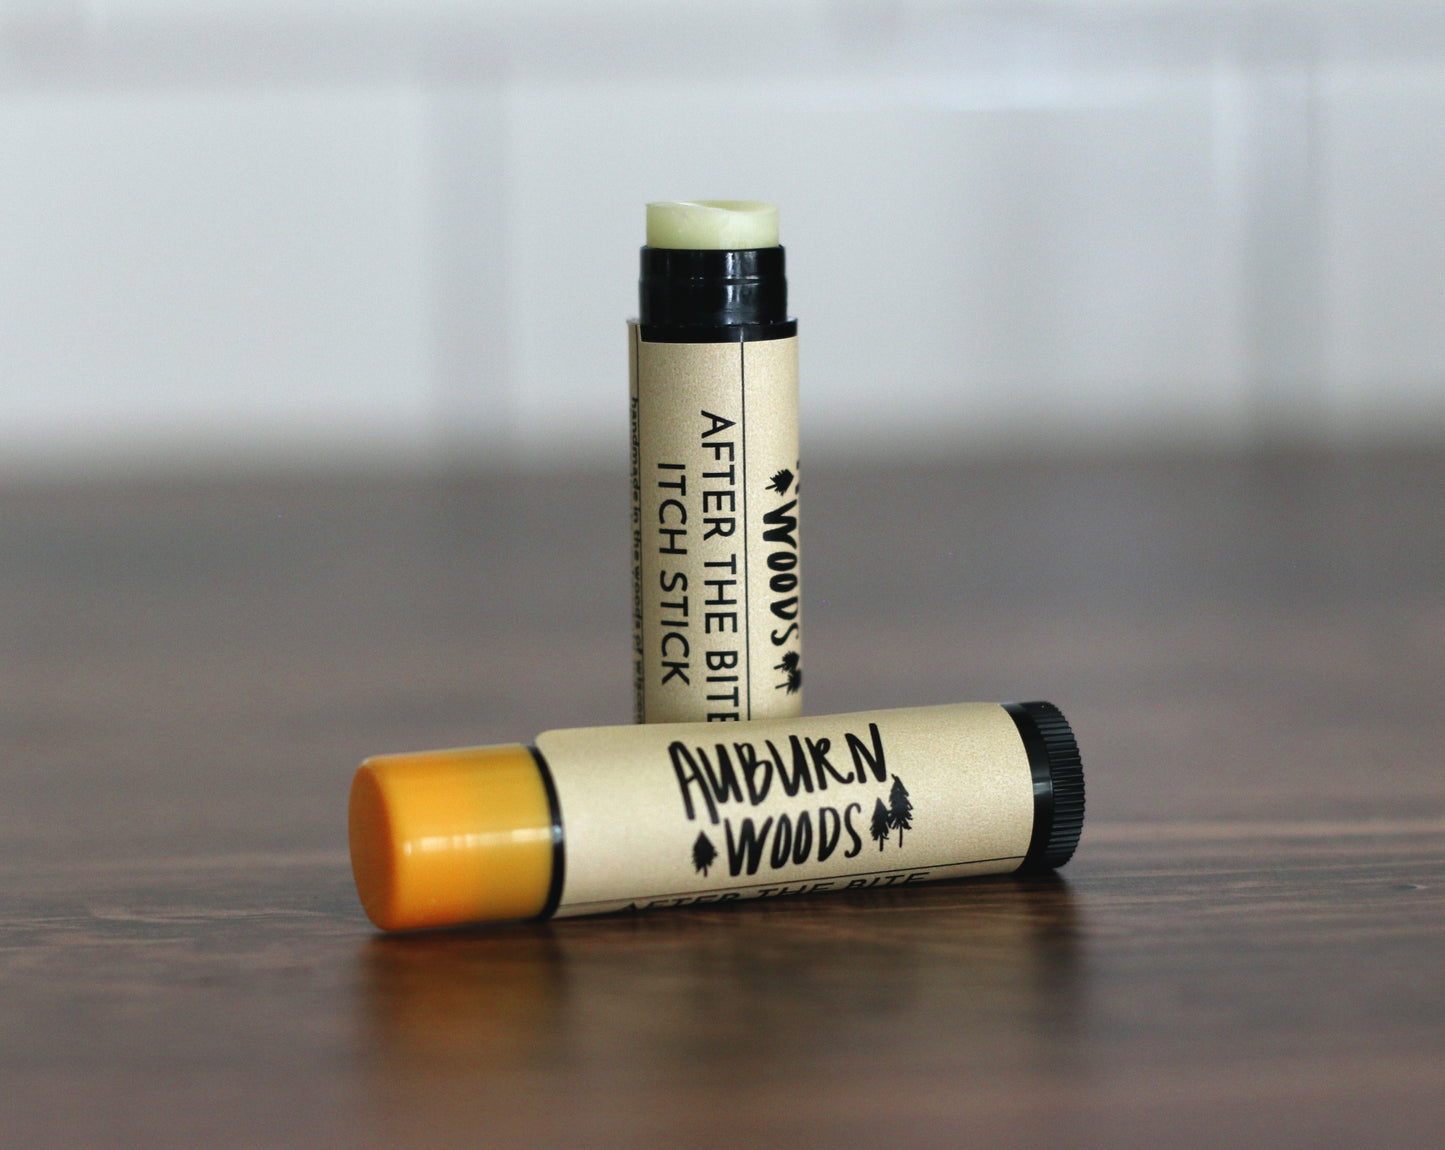 AFTER THE BITE
ITCH STICK
WOODS
handmade in the woods of
AUBURN
WOODS
AFTER THE BITE